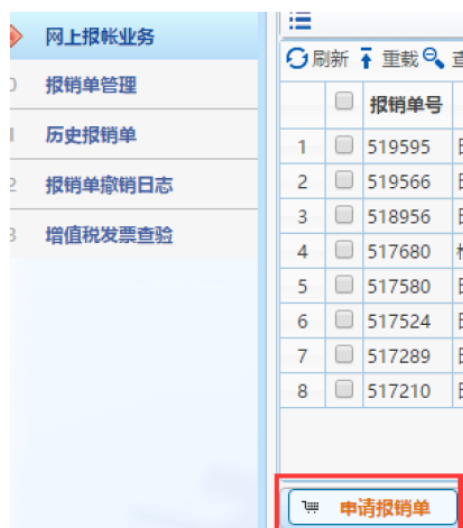 网上报帐业务
报销单管理
历史报销单
报销单撤销日志
增值税发票查验
刷新 重载
报销单号
1 519595
2 519566
3 518956
4 517680
5 517580
6 517524
7 517289
8 517210
申请报销单